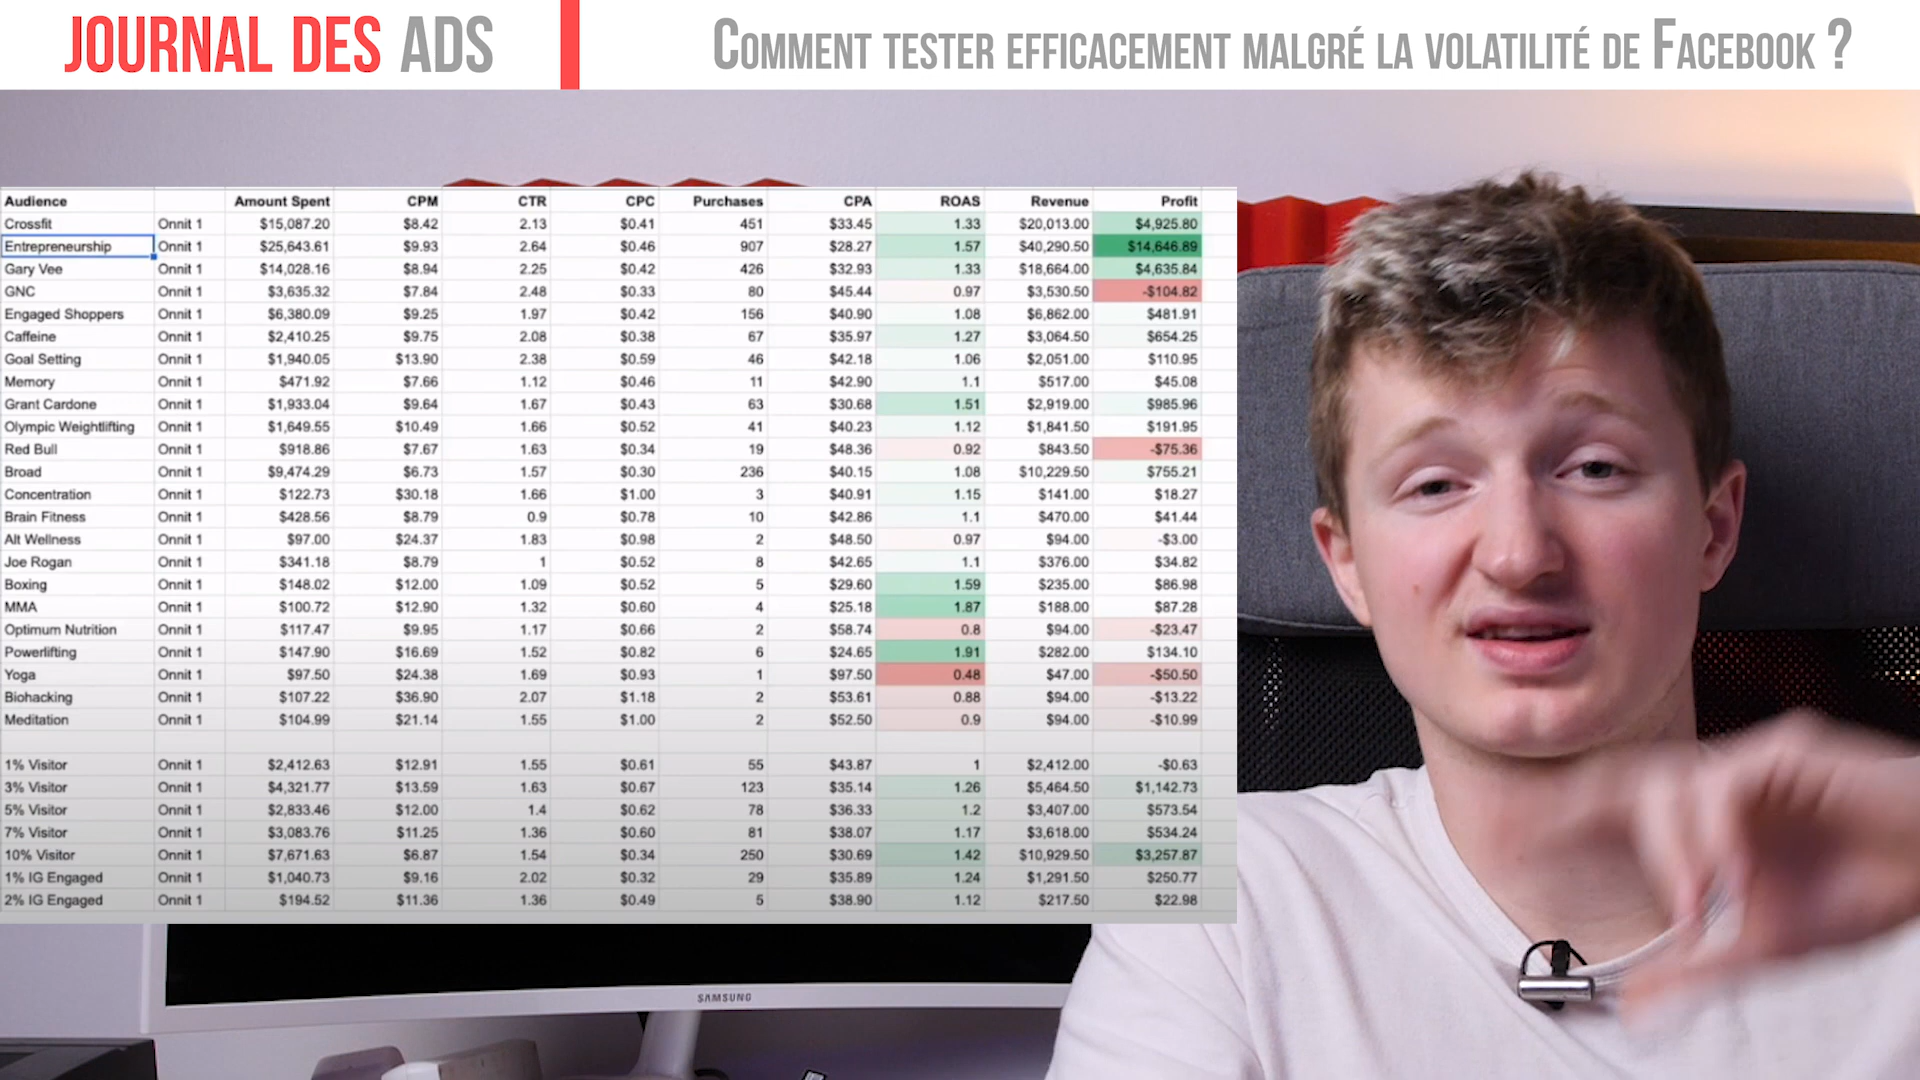 JOURNAL DES ADS
COMMENT TESTER EFFICACEMENT MALGRÉ LA VOLATILITÉ DE FACEBOOK ?
Audience Amount Spent CPM CTR CPC Purchases CPA ROAS Revenue Profit
Crossfit Onnit 1 $15,087.20 $8.42 2.13 $0.41 451 $33.45 1.33 $20,013.00 $4,925.80
Entrepreneurship Onnit 1 $25,643.61 $9.93 2.64 $0.46 907 $28.27 1.57 $40,290.50 $14,646.89
Gary Vee Onnit 1 $14,028.16 $8.94 2.25 $0.42 426 $32.93 1.33 $18,664.00 $4,635.84
GNC Onnit 1 $3,635.32 $7.84 2.48 $0.33 80 $45.44 0.97 $3,530.50 -$104.82
Engaged Shoppers Onnit 1 $6,380.09 $9.25 1.97 $0.42 156 $40.90 1.08 $6,862.00 $481.91
Caffeine Onnit 1 $2,410.25 $9.75 2.08 $0.38 67 $35.97 1.27 $3,064.50 $654.25
Goal Setting Onnit 1 $1,940.05 $13.90 2.38 $0.59 46 $42.18 1.06 $2,051.00 $110.95
Memory Onnit 1 $471.92 $7.66 1.12 $0.46 11 $42.90 1.1 $517.00 $45.08
Grant Cardone Onnit 1 $1,933.04 $9.64 1.67 $0.43 63 $30.68 1.51 $2,919.00 $985.96
Olympic Weightlifting Onnit 1 $1,649.55 $10.49 1.66 $0.52 41 $40.23 1.12 $1,841.50 $191.95
Red Bull Onnit 1 $918.86 $7.67 1.63 $0.34 19 $48.36 0.92 $843.50 -$75.36
Broad Onnit 1 $9,474.29 $6.73 1.57 $0.30 236 $40.15 1.08 $10,229.50 $755.21
Concentration Onnit 1 $122.73 $30.18 1.66 $1.00 3 $40.91 1.15 $141.00 $18.27
Brain Fitness Onnit 1 $428.56 $8.79 0.9 $0.78 10 $42.86 1.1 $470.00 $41.44
Alt Wellness Onnit 1 $97.00 $24.37 1.83 $0.98 2 $48.50 0.97 $94.00 -$3.00
Joe Rogan Onnit 1 $341.18 $8.79 1 $0.52 8 $42.65 1.1 $376.00 $34.82
Boxing Onnit 1 $148.02 $12.00 1.09 $0.52 5 $29.60 1.59 $235.00 $86.98
MMA Onnit 1 $100.72 $12.90 1.32 $0.60 4 $25.18 1.87 $188.00 $87.28
Optimum Nutrition Onnit 1 $117.47 $9.95 1.17 $0.66 2 $58.74 0.8 $94.00 -$23.47
Powerlifting Onnit 1 $147.90 $16.69 1.52 $0.82 6 $24.65 1.91 $282.00 $134.10
Yoga Onnit 1 $97.50 $24.38 1.69 $0.93 1 $97.50 0.48 $47.00 -$50.50
Biohacking Onnit 1 $107.22 $36.90 2.07 $1.18 2 $53.61 0.88 $94.00 -$13.22
Meditation Onnit 1 $104.99 $21.14 1.55 $1.00 2 $52.50 0.9 $94.00 -$10.99
1% Visitor Onnit 1 $2,412.63 $12.91 1.55 $0.61 55 $43.87 1 $2,412.00 -$0.63
3% Visitor Onnit 1 $4,321.77 $13.59 1.63 $0.67 123 $35.14 1.26 $5,464.50 $1,142.73
5% Visitor Onnit 1 $2,833.46 $12.00 1.4 $0.62 78 $36.33 1.2 $3,407.00 $573.54
7% Visitor Onnit 1 $3,083.76 $11.25 1.36 $0.60 81 $38.07 1.17 $3,618.00 $534.24
10% Visitor Onnit 1 $7,671.63 $6.87 1.54 $0.34 250 $30.69 1.42 $10,929.50 $3,257.87
1% IG Engaged Onnit 1 $1,040.73 $9.16 2.02 $0.32 29 $35.89 1.24 $1,291.50 $250.77
2% IG Engaged Onnit 1 $194.52 $11.36 1.36 $0.49 5 $38.90 1.12 $217.50 $22.98
SAMSUNG